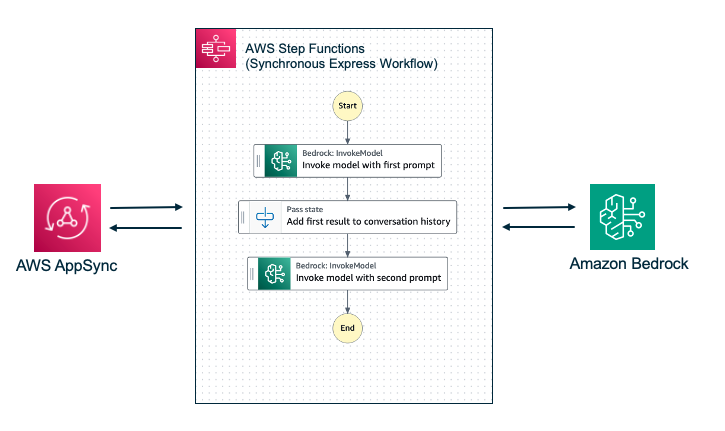 AWS Step Functions
(Synchronous Express Workflow)
Start
Bedrock: InvokeModel
Invoke model with first prompt
Pass state
Add first result to conversation history
Bedrock: InvokeModel
Invoke model with second prompt
End
AWS AppSync
Amazon Bedrock